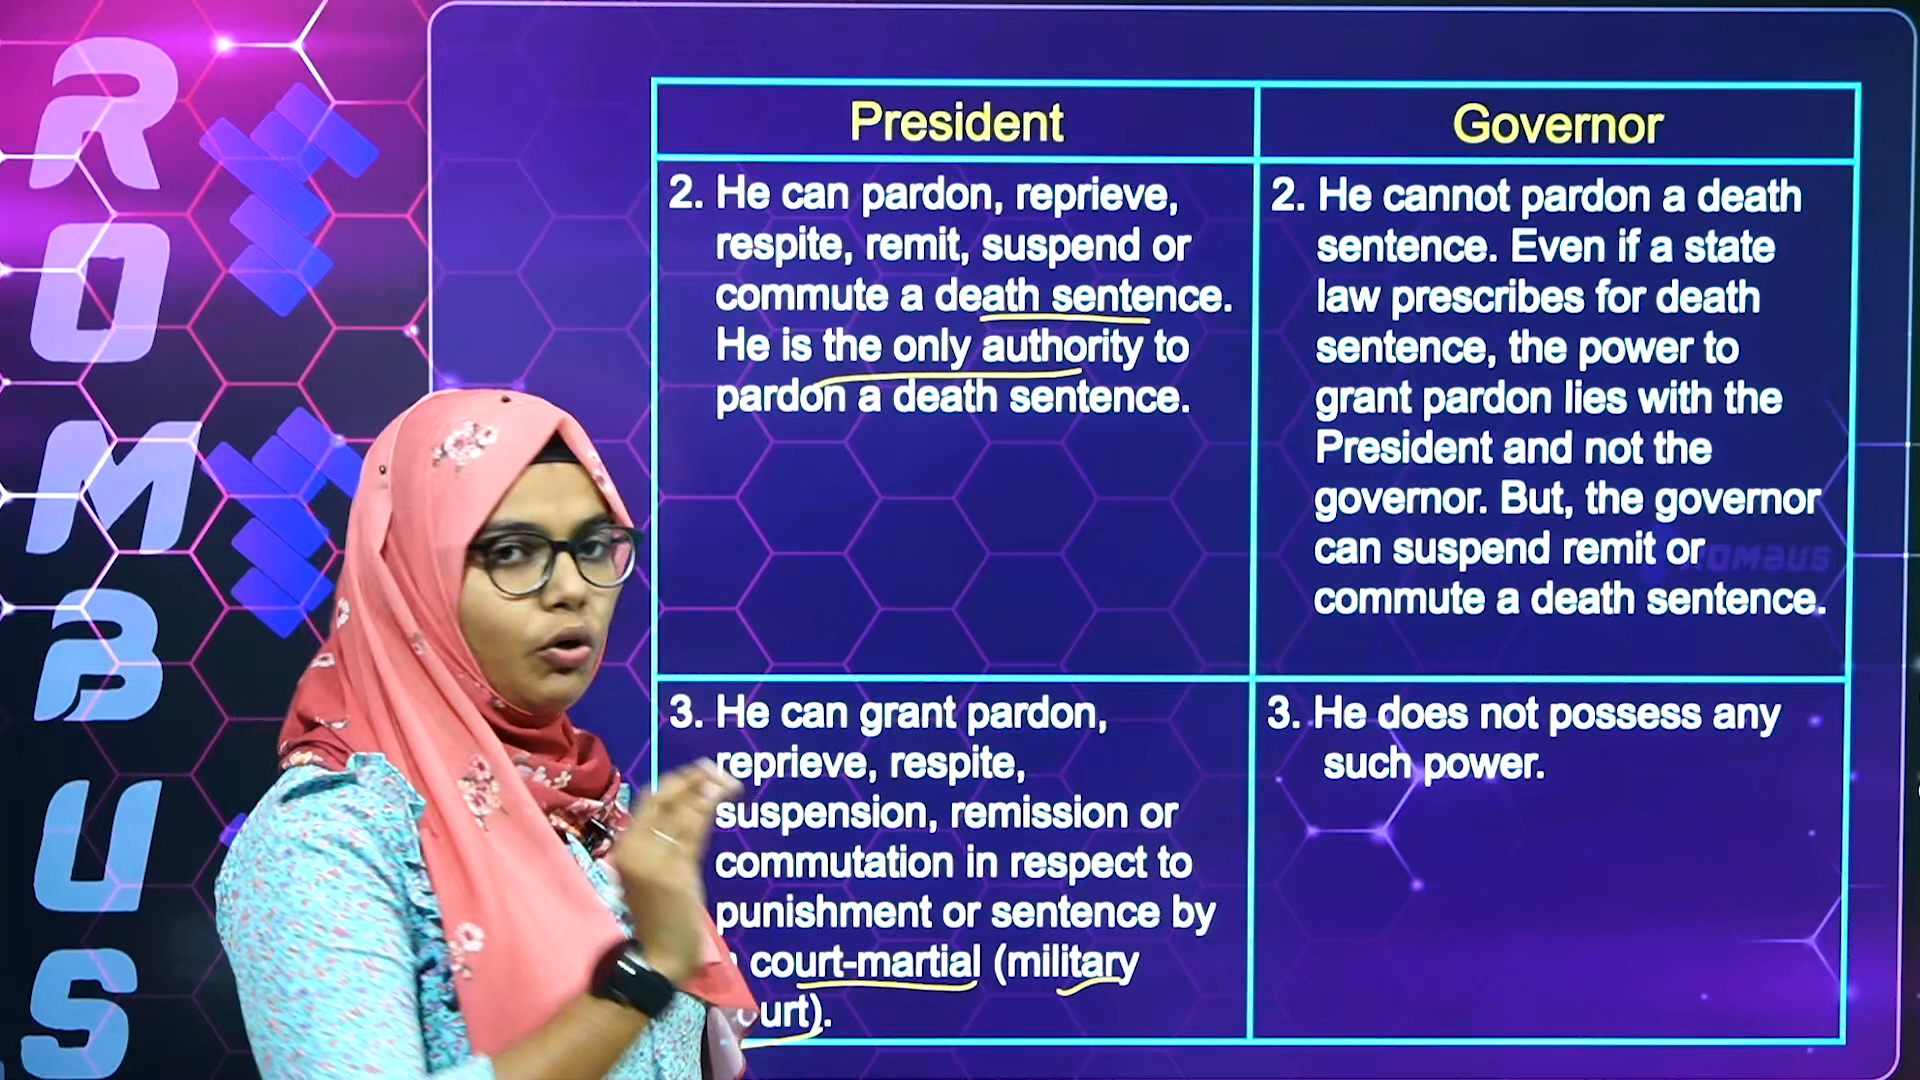 ROMBUS
President
Governor
2. He can pardon, reprieve,
respite, remit, suspend or
commute a death sentence.
He is the only authority to
pardon a death sentence.
2. He cannot pardon a death
sentence. Even if a state
law prescribes for death
sentence, the power to
grant pardon lies with the
President and not the
governor. But, the governor
can suspend remit or
commute a death sentence.
3. He can grant pardon,
reprieve, respite,
suspension, remission or
commutation in respect to
punishment or sentence by
court-martial (military
urt).
3. He does not possess any
such power.
ROMBUS